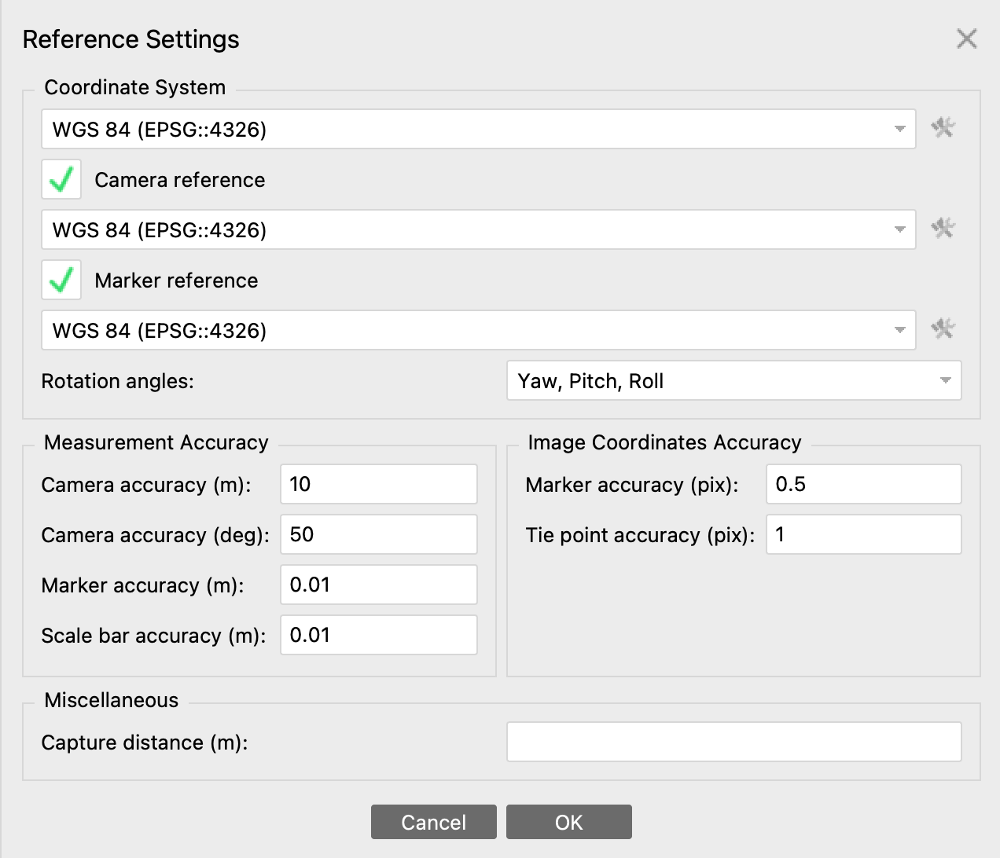 Reference Settings
Coordinate System
WGS 84 (EPSG::4326)
Camera reference
WGS 84 (EPSG::4326)
Marker reference
WGS 84 (EPSG::4326)
Rotation angles: Yaw, Pitch, Roll
Measurement Accuracy
Camera accuracy (m): 10
Camera accuracy (deg): 50
Marker accuracy (m): 0.01
Scale bar accuracy (m): 0.01
Image Coordinates Accuracy
Marker accuracy (pix): 0.5
Tie point accuracy (pix): 1
Miscellaneous
Capture distance (m):
Cancel OK